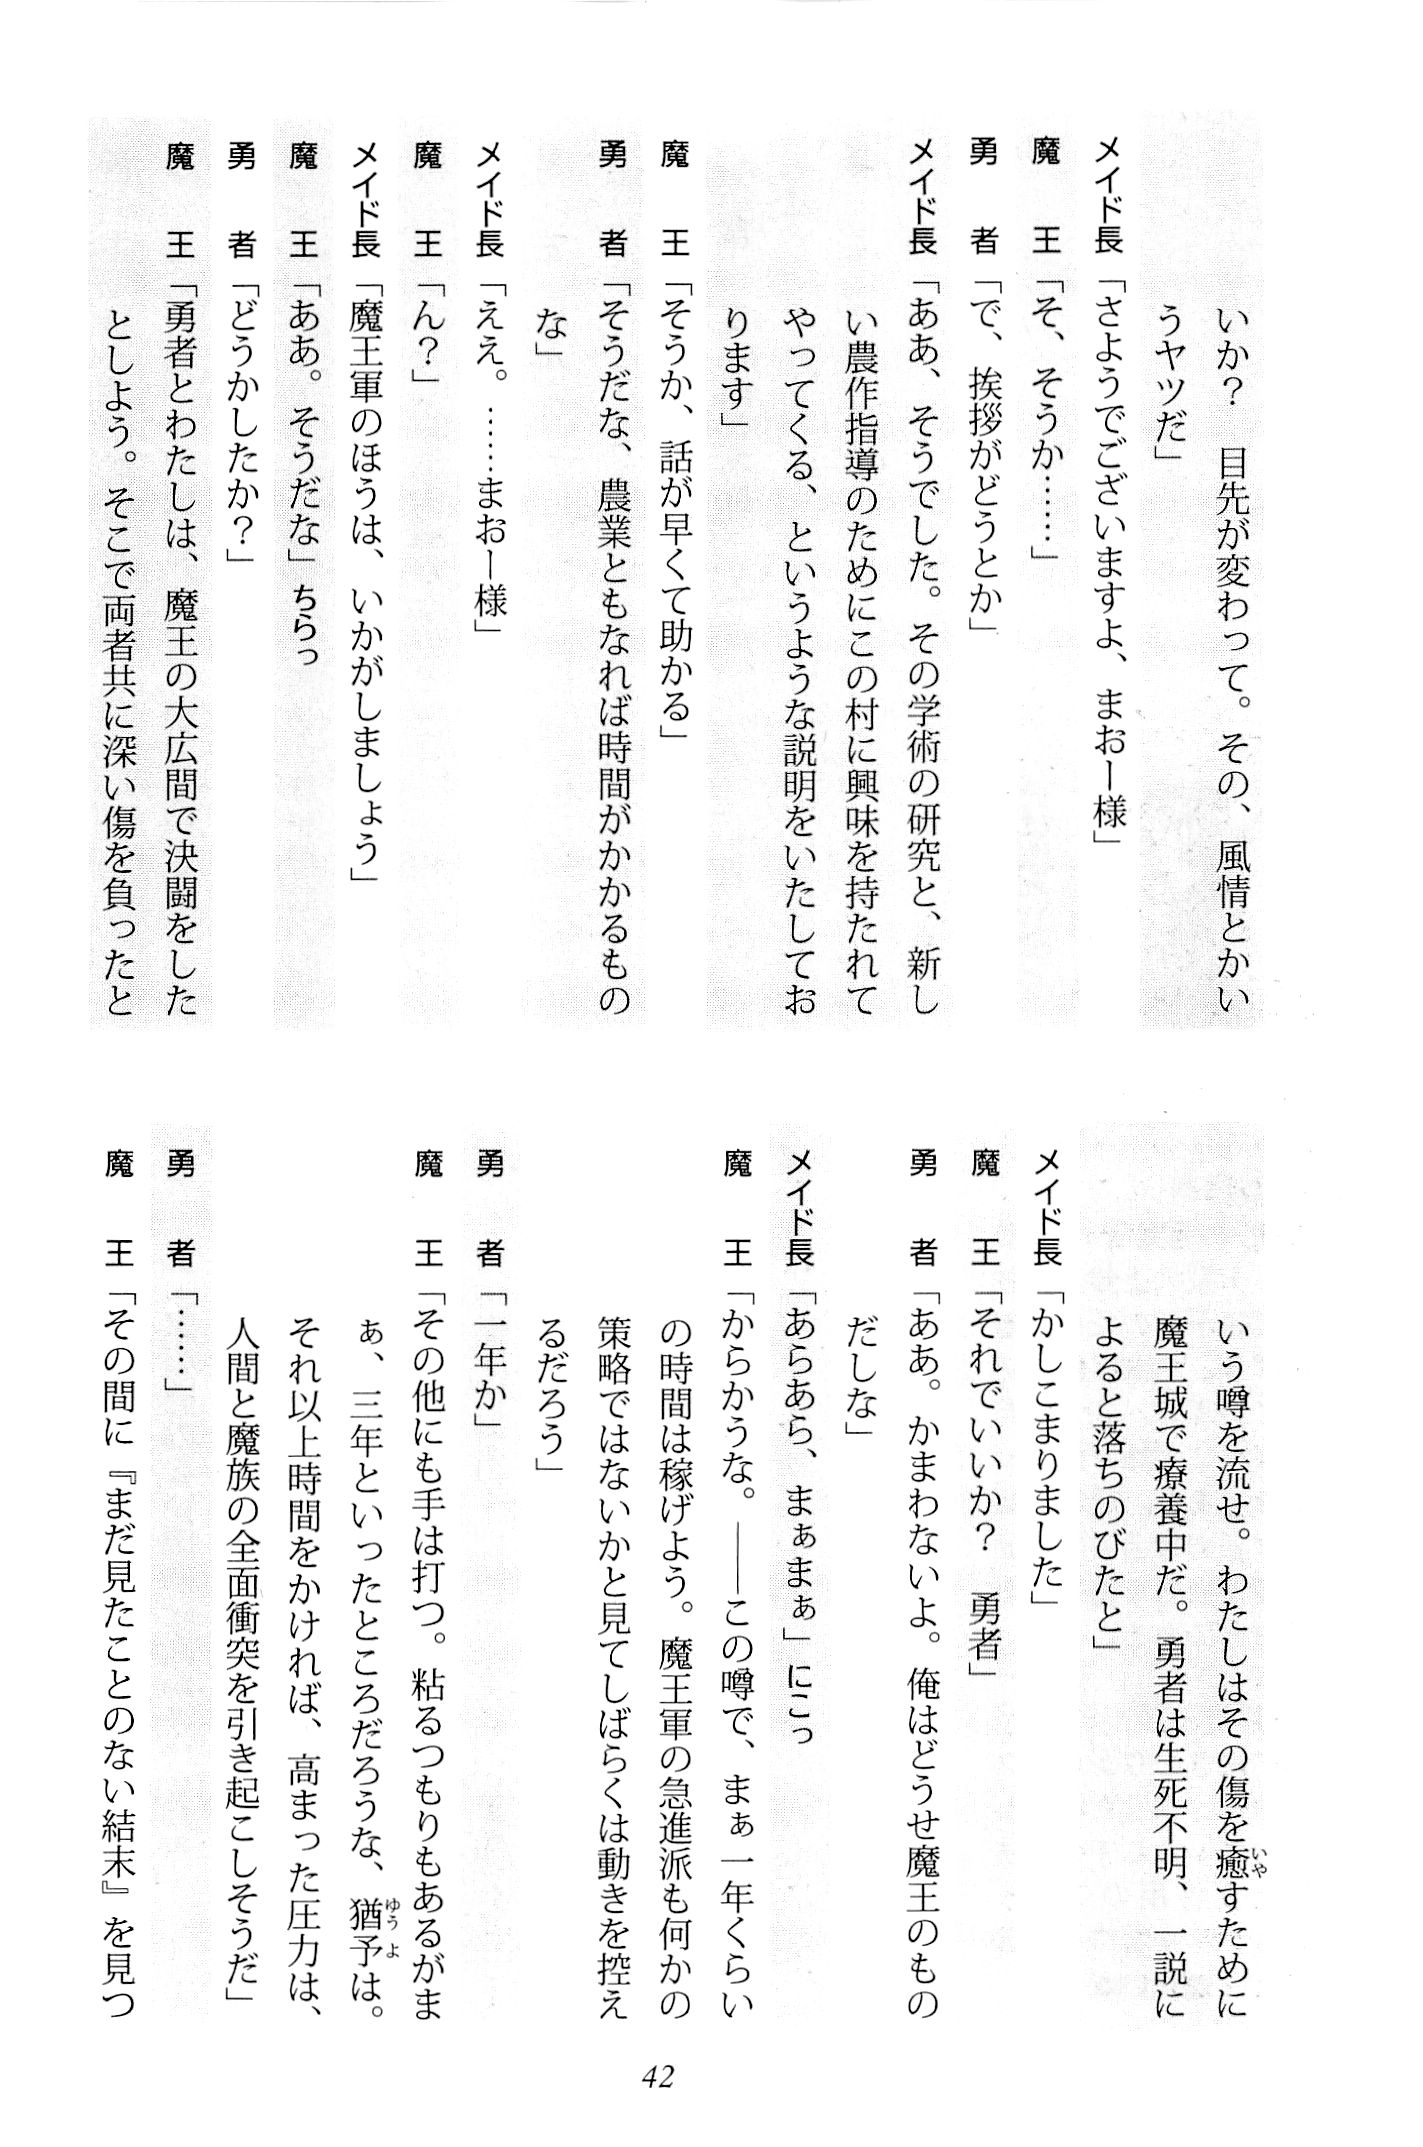 いか?　目先が変わって。その、風情とかい
うヤツだ」
メイド長「さようでございますよ、まおー様」
魔　王「そ、そうか……」
勇　者「で、挨拶がどうとか」
メイド長「ああ、そうでした。その学術の研究と、新し
い農作指導のためにこの村に興味を持たれて
やってくる、というような説明をいたしてお
ります」
魔　王「そうか、話が早くて助かる」
勇　者「そうだな、農業ともなれば時間がかかるもの
な」
メイド長「ええ。……まおー様」
魔　王「ん?」
メイド長「魔王軍のほうは、いかがしましょう」
魔　王「ああ。そうだな」ちらっ
勇　者「どうかしたか?」
魔　王「勇者とわたしは、魔王の大広間で決闘をした
としよう。そこで両者共に深い傷を負ったと
いう噂を流せ。わたしはその傷を癒すために
魔王城で療養中だ。勇者は生死不明、一説に
よると落ちのびたと」
メイド長「かしこまりました」
魔　王「それでいいか?　勇者」
勇　者「ああ。かまわないよ。俺はどうせ魔王のもの
だしな」
メイド長「あらあら、まぁまぁ」にこっ
魔　王「からかうな。――この噂で、まぁ一年くらい
の時間は稼げよう。魔王軍の急進派も何かの
策略ではないかと見てしばらくは動きを控え
るだろう」
勇　者「一年か」
魔　王「その他にも手は打つ。粘るつもりもあるがま
ぁ、三年といったところだろうな、猶予は。
それ以上時間をかければ、高まった圧力は、
人間と魔族の全面衝突を引き起こしそうだ」
勇　者「……」
魔　王「その間に『まだ見たことのない結末』を見つ
42